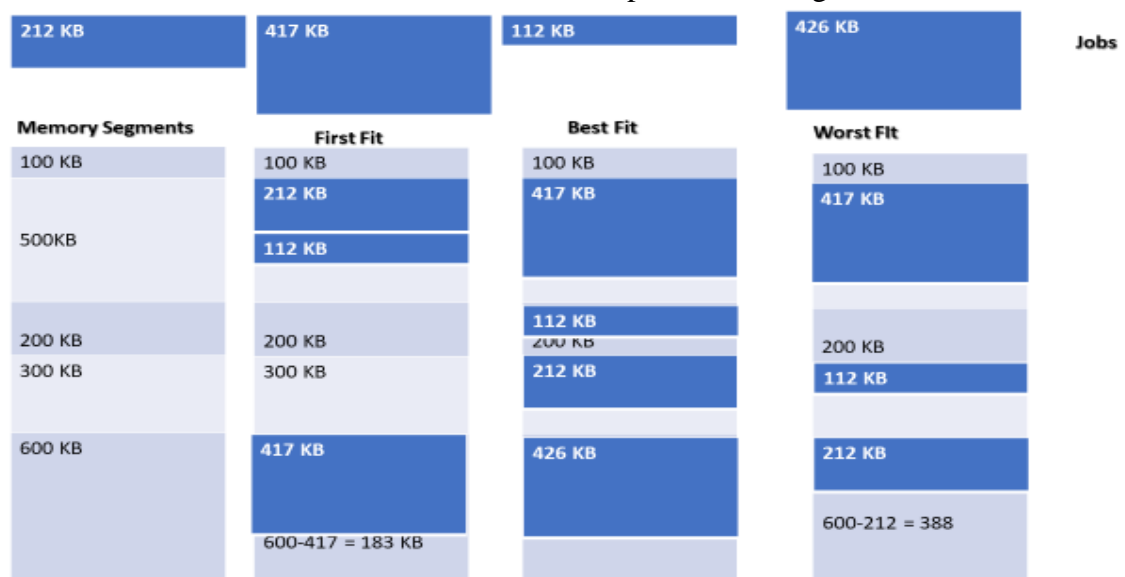 212 KB
417 KB
112 KB
426 KB
Jobs
Memory Segments
First Fit
Best Fit
Worst FIt
100 KB
500KB
200 KB
300 KB
600 KB
100 KB
212 KB
112 KB
200 KB
300 KB
417 KB
600-417 = 183 KB
100 KB
417 KB
112 KB
200 KB
212 KB
426 KB
100 KB
417 KB
200 KB
112 KB
212 KB
600-212 = 388